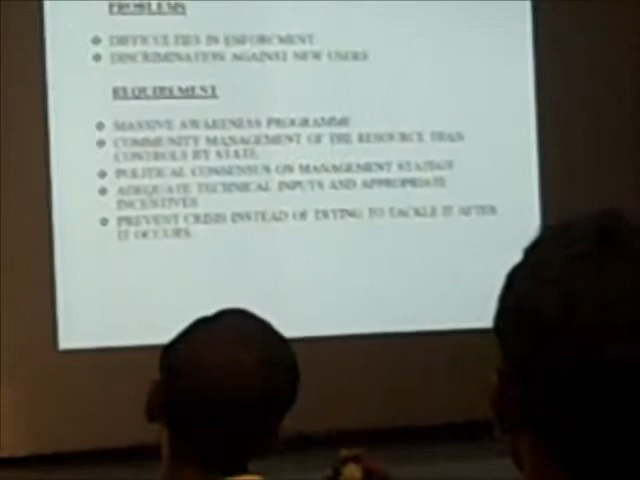 PROBLEMS
❖ DIFFICULTIES IN ENFORCMENT
❖ DISCRIMINATION AGAINST NEW USERS
REQUIREMENT
❖ MASSIVE AWARENESS PROGRAMME
❖ COMMUNITY MANAGEMENT OF THE RESOURCE THAN
CONTROLS BY STATE
❖ POLITICAL CONSENSUS ON MANAGEMENT STATEGY
❖ ADEQUATE TECHNICAL INPUTS AND APPROPRIATE
INCENTIVES
❖ PREVENT CRISIS INSTEAD OF TRYING TO TACKLE IT AFTER
IT OCCURS